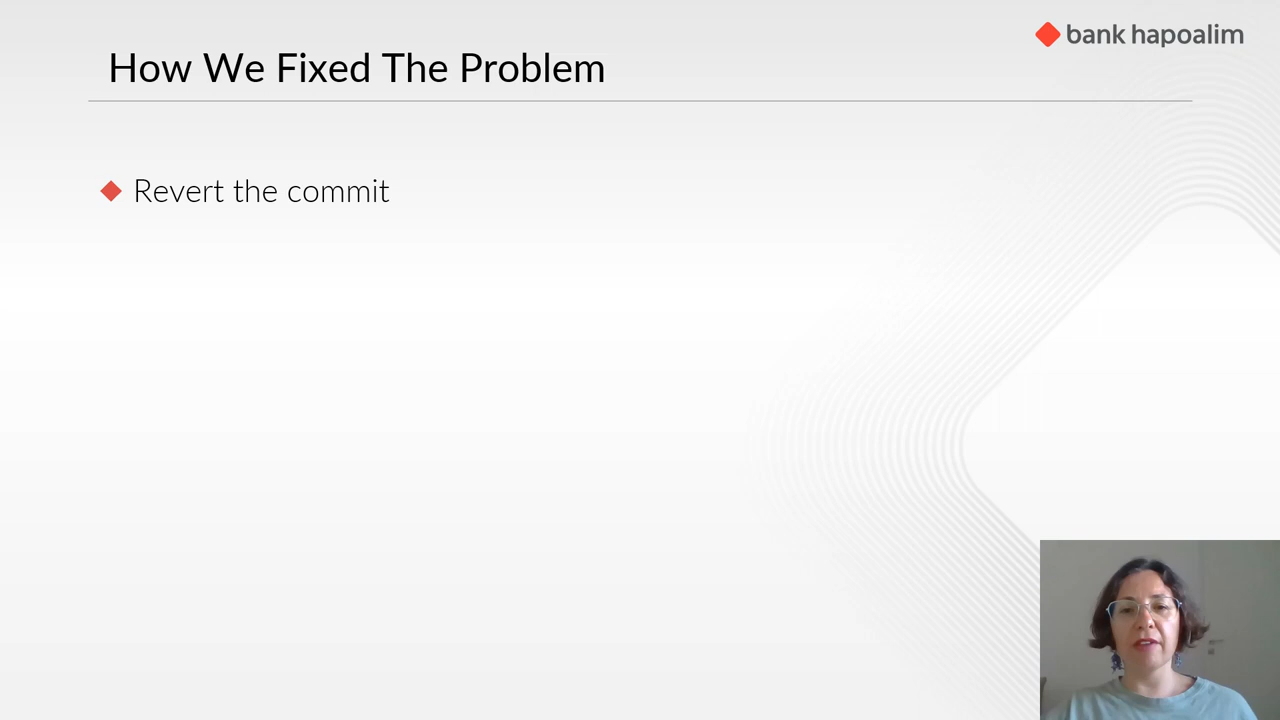 bank hapoalim
How We Fixed The Problem
Revert the commit